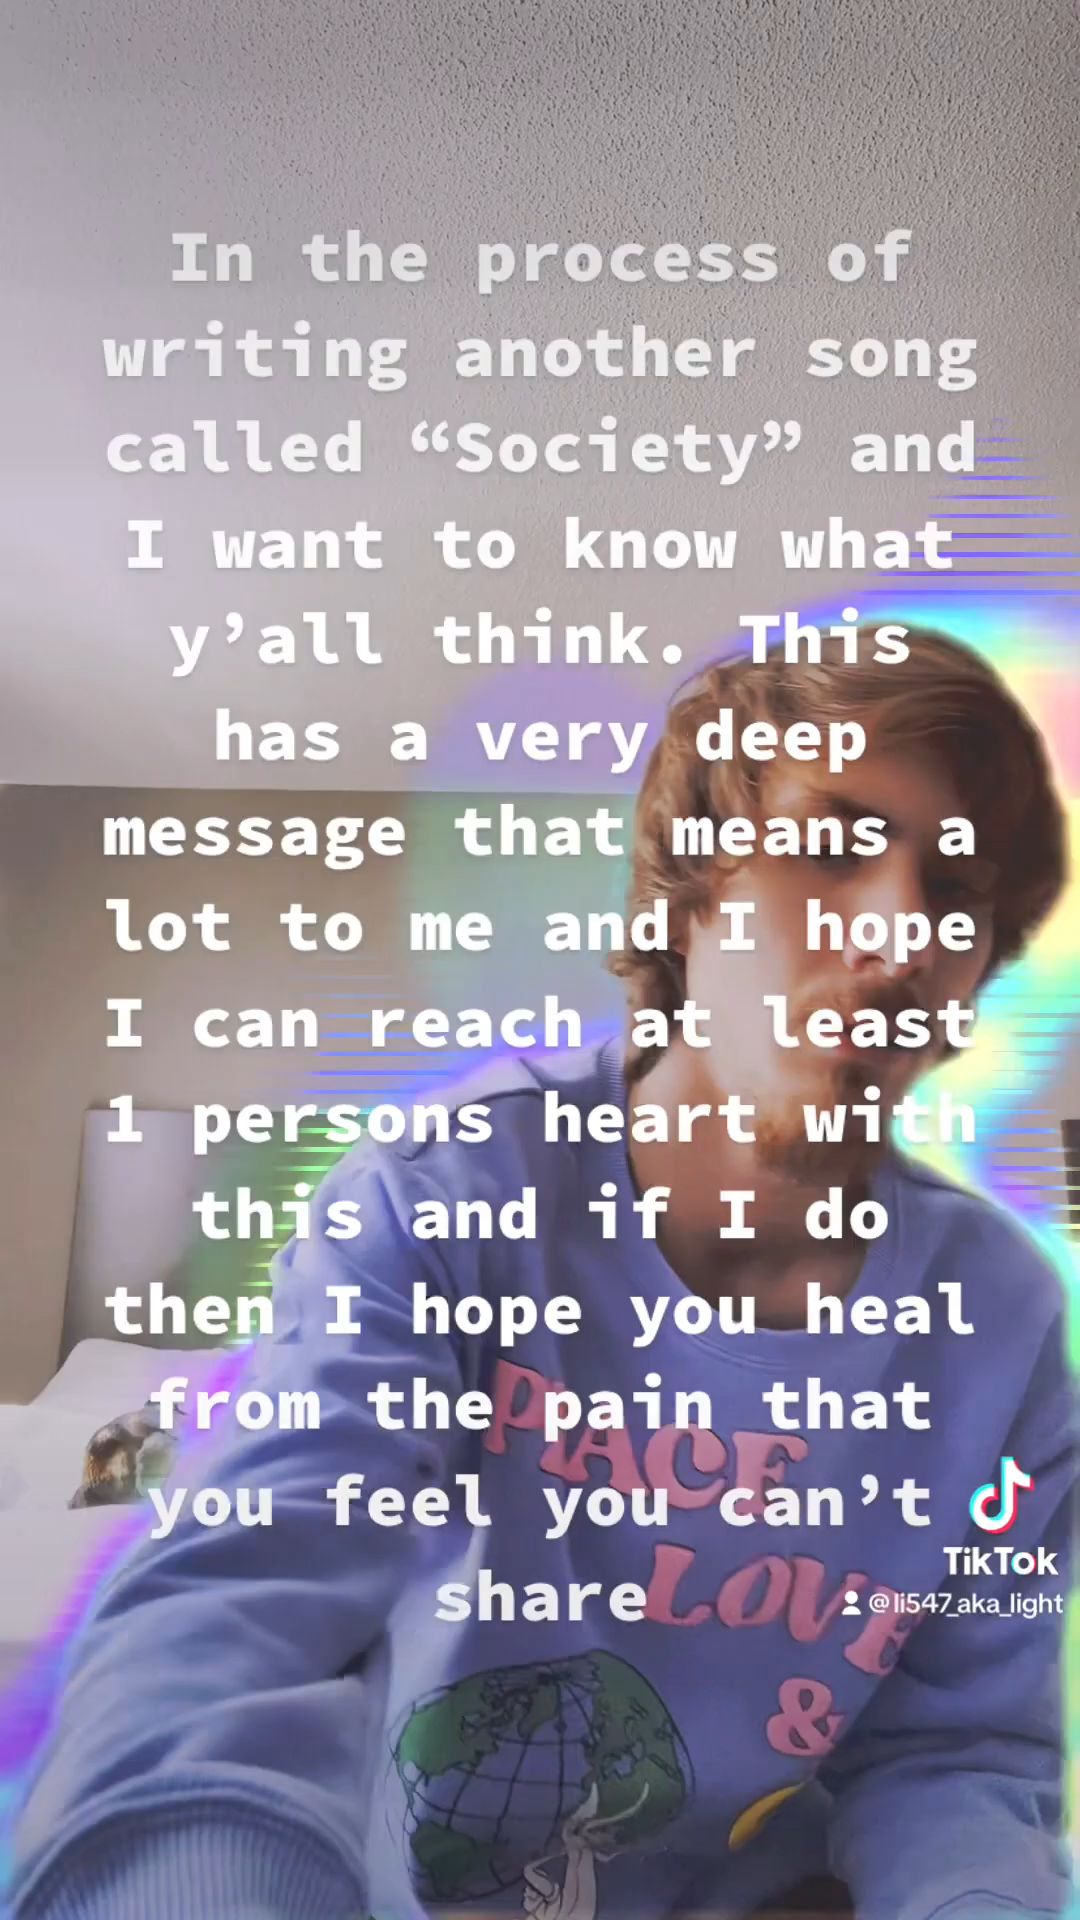 In the process of
writing another song
called “Society” and
I want to know what
y’all think. This
has a very deep
message that means a
lot to me and I hope
I can reach at least
1 persons heart with
this and if I do
then I hope you heal
from the pain that
you feel you can’t
share
PLACE
LOVE
&
TikTok
@li547_aka_light